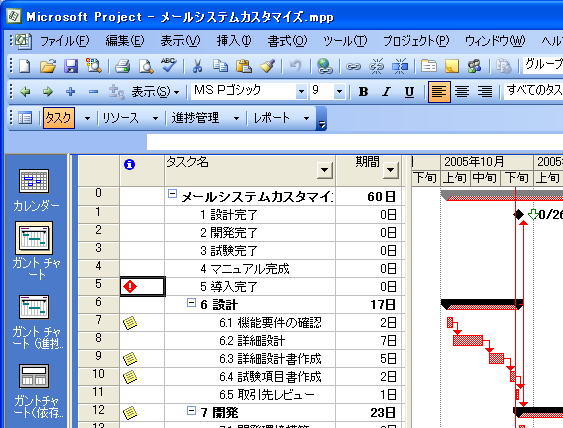 Microsoft Project - メールシステムカスタマイズ.mpp
ファイル(F) 編集(E) 表示(V) 挿入(I) 書式(O) ツール(T) プロジェクト(P) ウィンドウ(W) ヘル
グルー
表示(S) MS Pゴシック 9 B I U すべてのタス
タスク リソース 進捗管理 レポート
タスク名 期間 2005年10月 2005
下旬 上旬 中旬 下旬 上旬
0 メールシステムカスタマイズ 60日
1 1 設計完了 0日 0/26
2 2 開発完了 0日
3 3 試験完了 0日
4 4 マニュアル完成 0日
5 5 導入完了 0日
6 6 設計 17日
7 6.1 機能要件の確認 2日
8 6.2 詳細設計 7日
9 6.3 詳細設計書作成 5日
10 6.4 試験項目書作成 2日
11 6.5 取引先レビュー 1日
12 7 開発 23日
カレンダー
ガント チャ
ート
ガント チャ
ート (進捗..
ガントチャ
ート(依存..